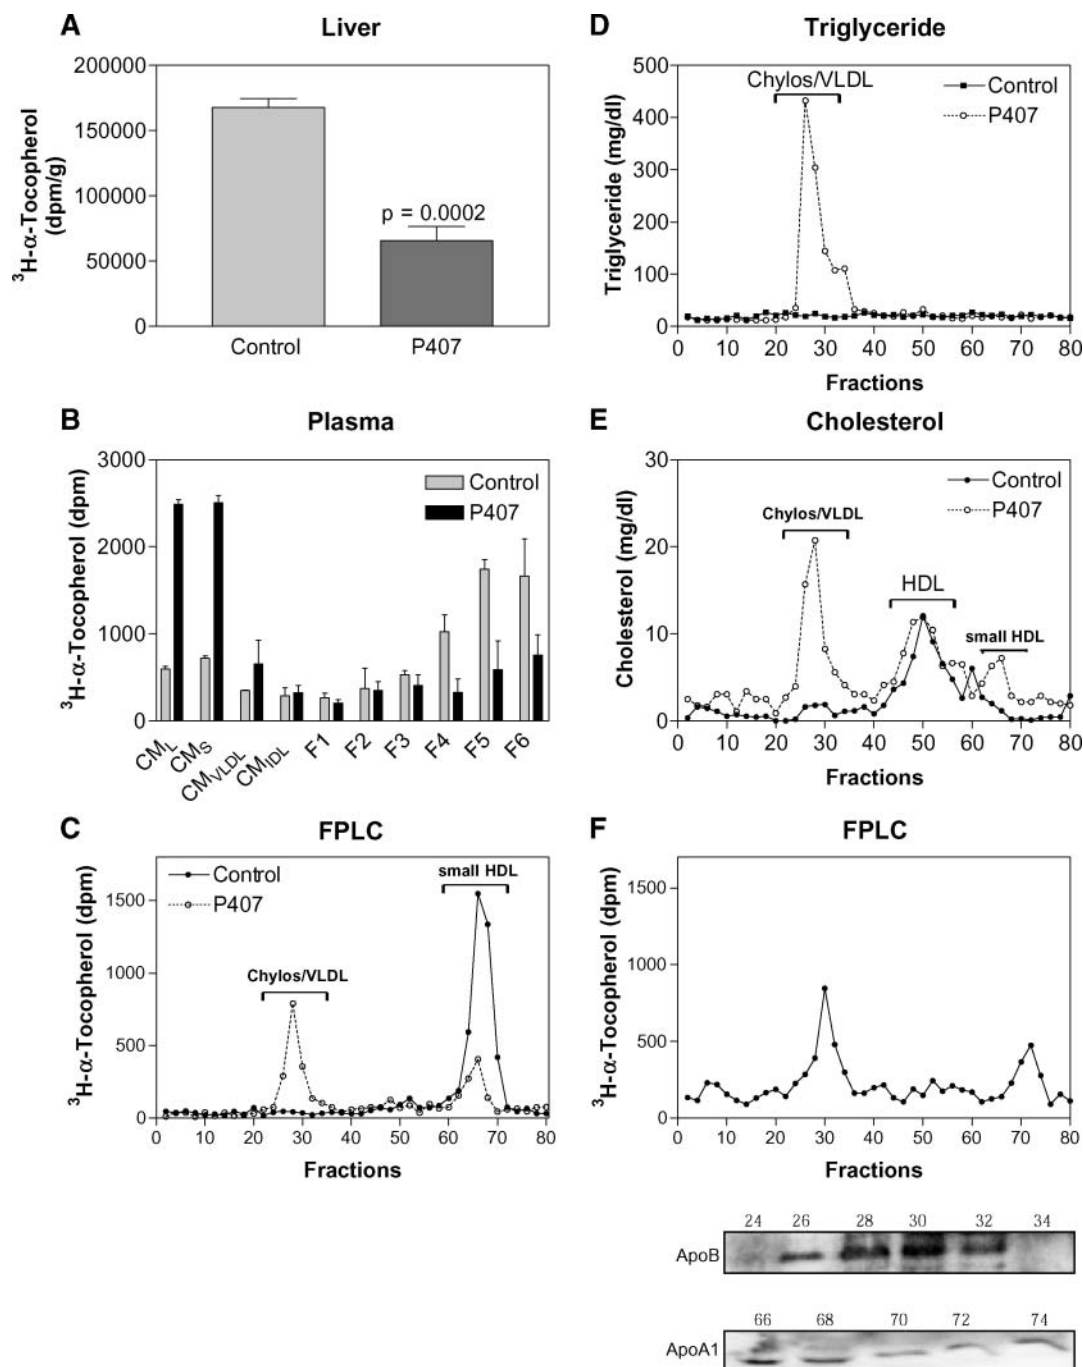 A Liver
³H-α-Tocopherol
(dpm/g)
200000
150000
100000
50000
0
p = 0.0002
Control P407
B Plasma
³H-α-Tocopherol (dpm)
3000
2000
1000
0
Control
P407
CM_L CM_S CM_VLDL CM_IDL F1 F2 F3 F4 F5 F6
C FPLC
³H-α-Tocopherol (dpm)
1500
1000
500
0
Control
P407
small HDL
Chylos/VLDL
0 10 20 30 40 50 60 70 80
Fractions
D Triglyceride
Triglyceride (mg/dl)
500
400
300
200
100
0
Chylos/VLDL
Control
P407
0 10 20 30 40 50 60 70 80
Fractions
E Cholesterol
Cholesterol (mg/dl)
30
20
10
0
Control
P407
Chylos/VLDL
HDL
small HDL
0 10 20 30 40 50 60 70 80
Fractions
F FPLC
³H-α-Tocopherol (dpm)
1500
1000
500
0
0 10 20 30 40 50 60 70 80
Fractions
24 26 28 30 32 34
ApoB
66 68 70 72 74
ApoA1